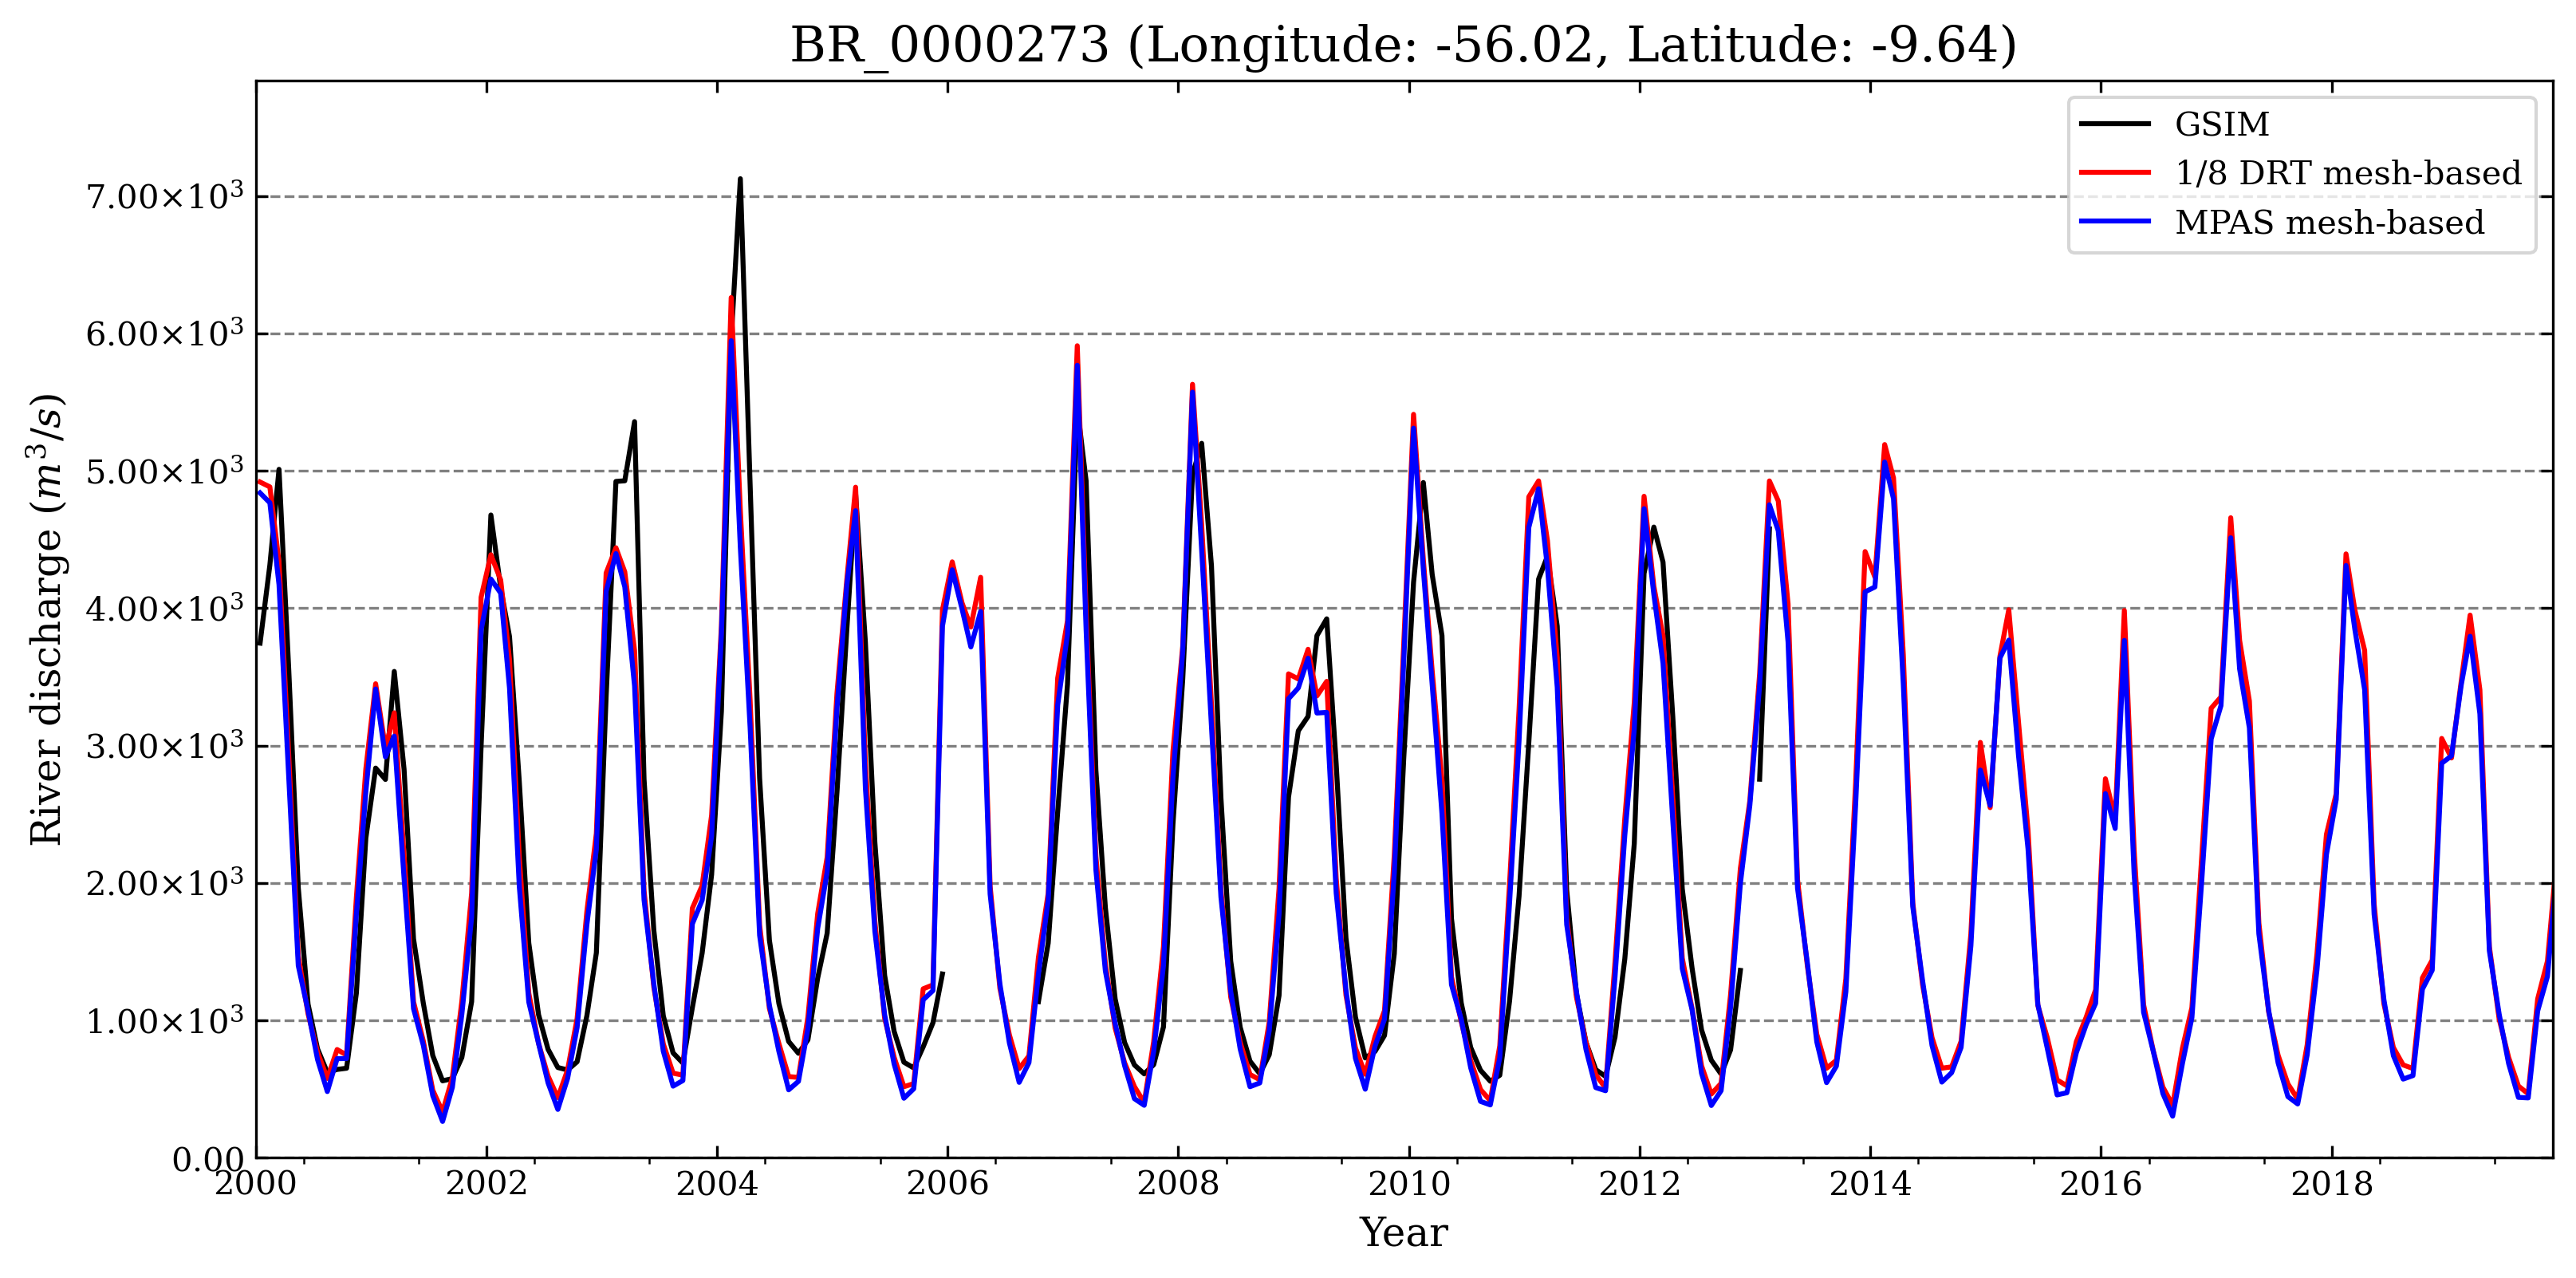 BR_0000273 (Longitude: -56.02, Latitude: -9.64)
GSIM
1/8 DRT mesh-based
MPAS mesh-based
River discharge (m³/s)
7.00×10³
6.00×10³
5.00×10³
4.00×10³
3.00×10³
2.00×10³
1.00×10³
0.00
2000 2002 2004 2006 2008 2010 2012 2014 2016 2018
Year